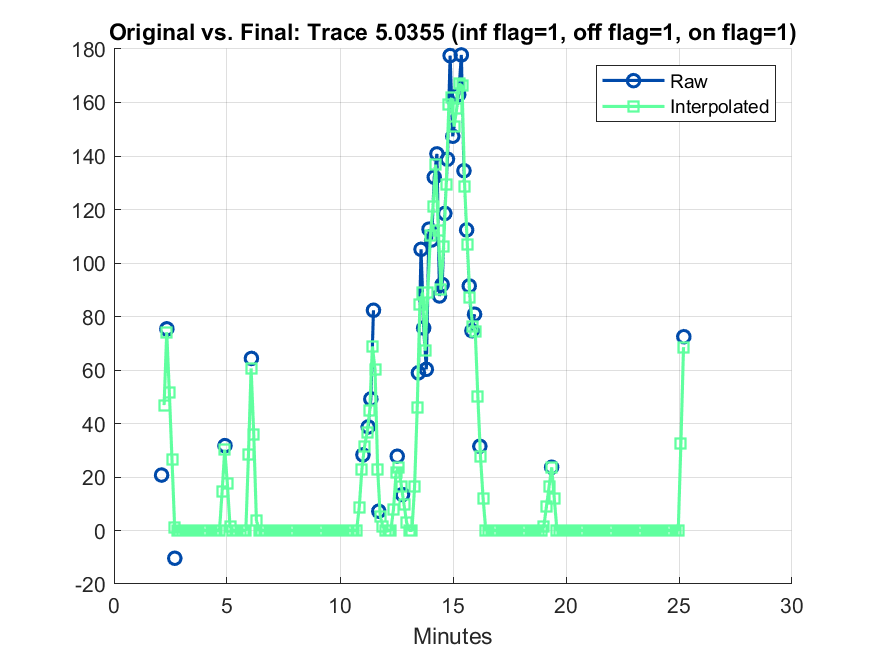 Original vs. Final: Trace 5.0355 (inf flag=1, off flag=1, on flag=1)
180
160
140
120
100
80
60
40
20
0
-20
Raw
Interpolated
0 5 10 15 20 25 30
Minutes